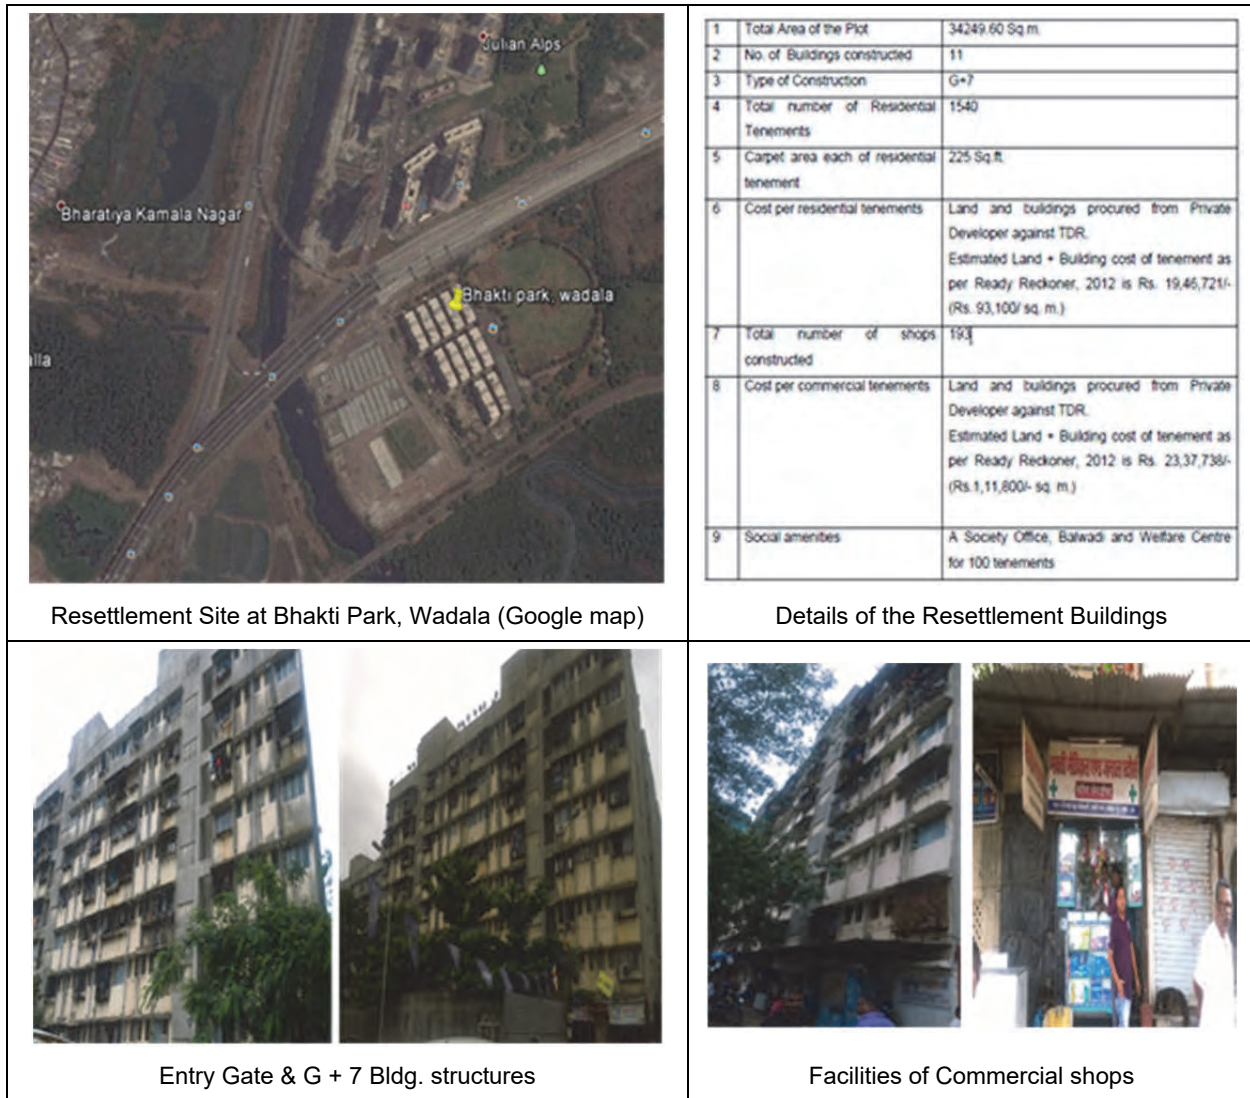 Julian Alps
Bharatiya Kamala Nagar
Bhakti park, wadala
alla
Resettlement Site at Bhakti Park, Wadala (Google map)
1 Total Area of the Plot 34249.60 Sq m.
2 No. of Buildings constructed 11
3 Type of Construction G+7
4 Total number of Residential 1540
Tenements
5 Carpet area each of residential 225 Sq.ft.
tenement
6 Cost per residential tenements Land and buildings procured from Private
Developer against TDR.
Estimated Land + Building cost of tenement as
per Ready Reckoner, 2012 is Rs. 19,46,721/-
(Rs. 93,100/ sq. m.)
7 Total number of shops 193
constructed
8 Cost per commercial tenements Land and buildings procured from Private
Developer against TDR.
Estimated Land + Building cost of tenement as
per Ready Reckoner, 2012 is Rs. 23,37,738/-
(Rs.1,11,800/- sq. m.)
9 Social amenities A Society Office, Balwadi and Welfare Centre
for 100 tenements
Details of the Resettlement Buildings
Entry Gate & G + 7 Bldg. structures
Facilities of Commercial shops